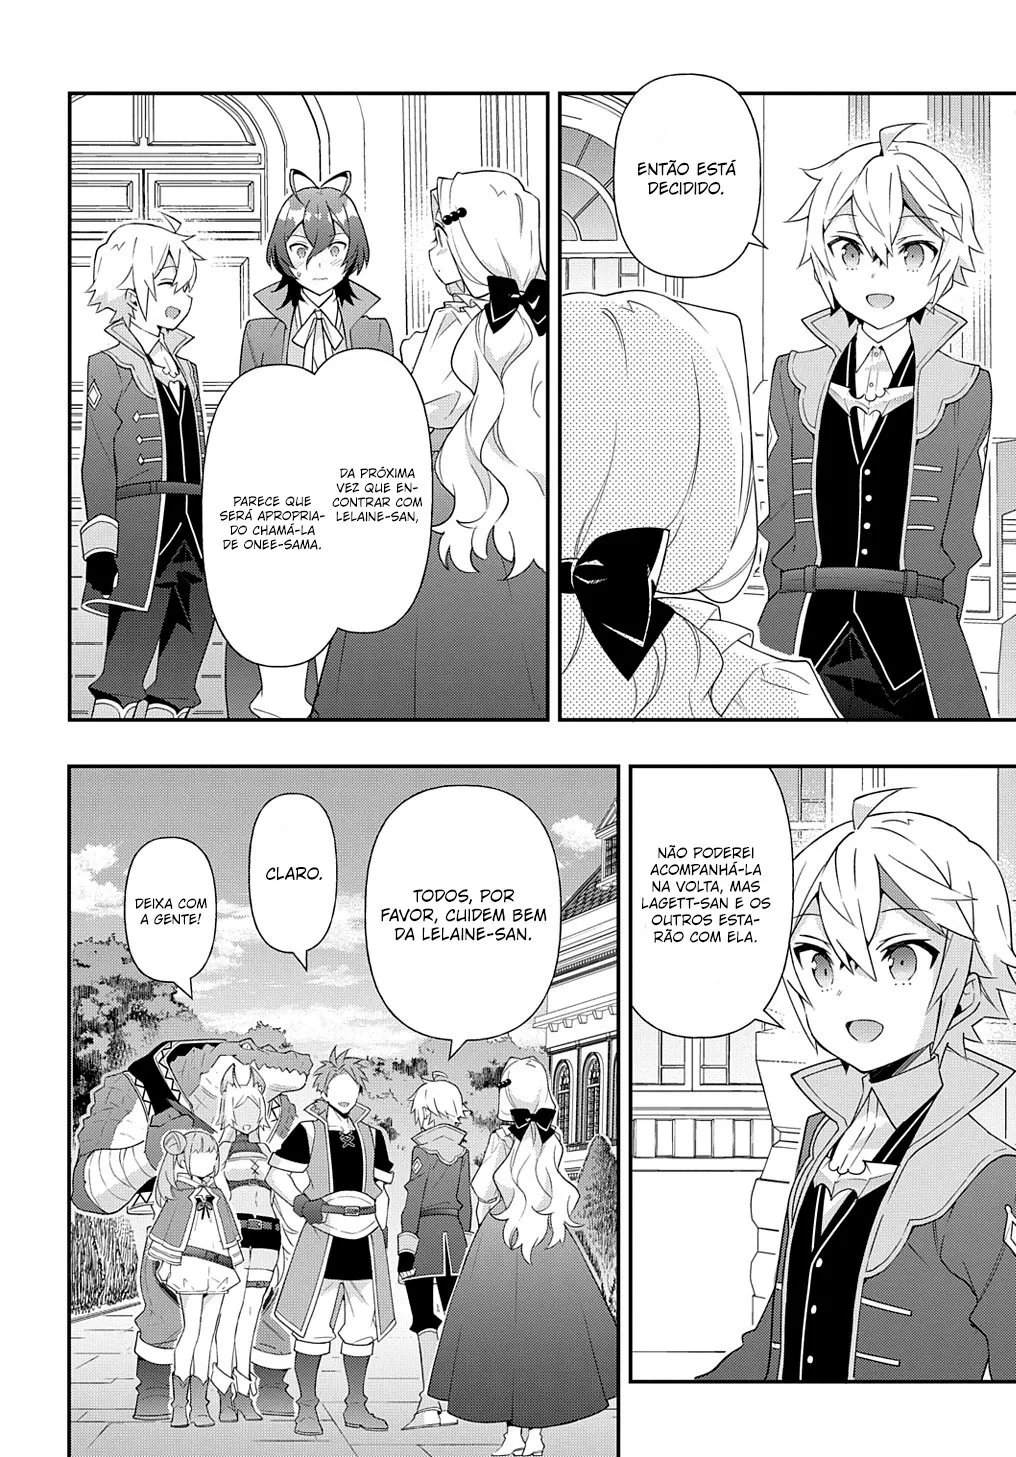 ENTÃO ESTÁ
DECIDIDO.
DA PRÓXIMA
VEZ QUE EN-
CONTRAR COM
LELAINE-SAN,
PARECE QUE
SERÁ APROPRIA-
DO CHAMÁ-LA
DE ONEE-SAMA.
NÃO PODEREI
ACOMPANHÁ-LA
NA VOLTA, MAS
LAGETT-SAN E OS
OUTROS ESTA-
RÃO COM ELA.
TODOS, POR
FAVOR, CUIDEM BEM
DA LELAINE-SAN.
CLARO.
DEIXA COM
A GENTE!